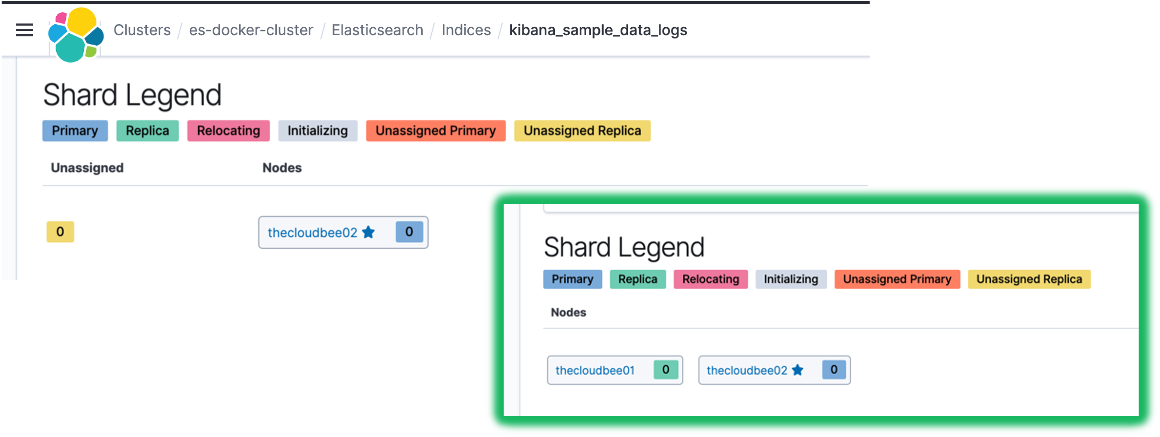 Clusters / es-docker-cluster / Elasticsearch / Indices / kibana_sample_data_logs
Shard Legend
Primary Replica Relocating Initializing Unassigned Primary Unassigned Replica
Unassigned Nodes
0 thecloudbee02 0
Shard Legend
Primary Replica Relocating Initializing Unassigned Primary Unassigned Replica
Nodes
thecloudbee01 0 thecloudbee02 0